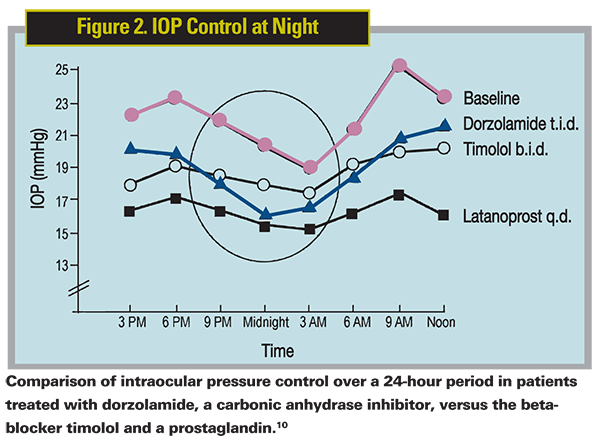 Figure 2. IOP Control at Night
25
23
21
19
17
15
13
IOP (mmHg)
Baseline
Dorzolamide t.i.d.
Timolol b.i.d.
Latanoprost q.d.
3 PM 6 PM 9 PM Midnight 3 AM 6 AM 9 AM Noon
Time
Comparison of intraocular pressure control over a 24-hour period in patients
treated with dorzolamide, a carbonic anhydrase inhibitor, versus the beta-
blocker timolol and a prostaglandin.¹⁰